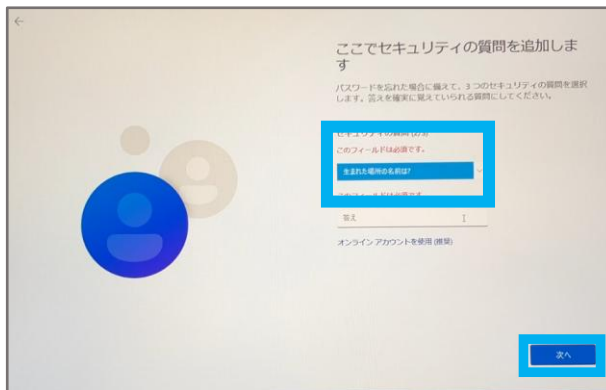 ←
ここでセキュリティの質問を追加しま
す
パスワードを忘れた場合に備えて、3 つのセキュリティの質問を選択
します。答えを確実に覚えていられる質問にしてください。
このフィールドは必須です。
生まれた場所の名前は?
答え
オンライン アカウントを使用 (推奨)
次へ